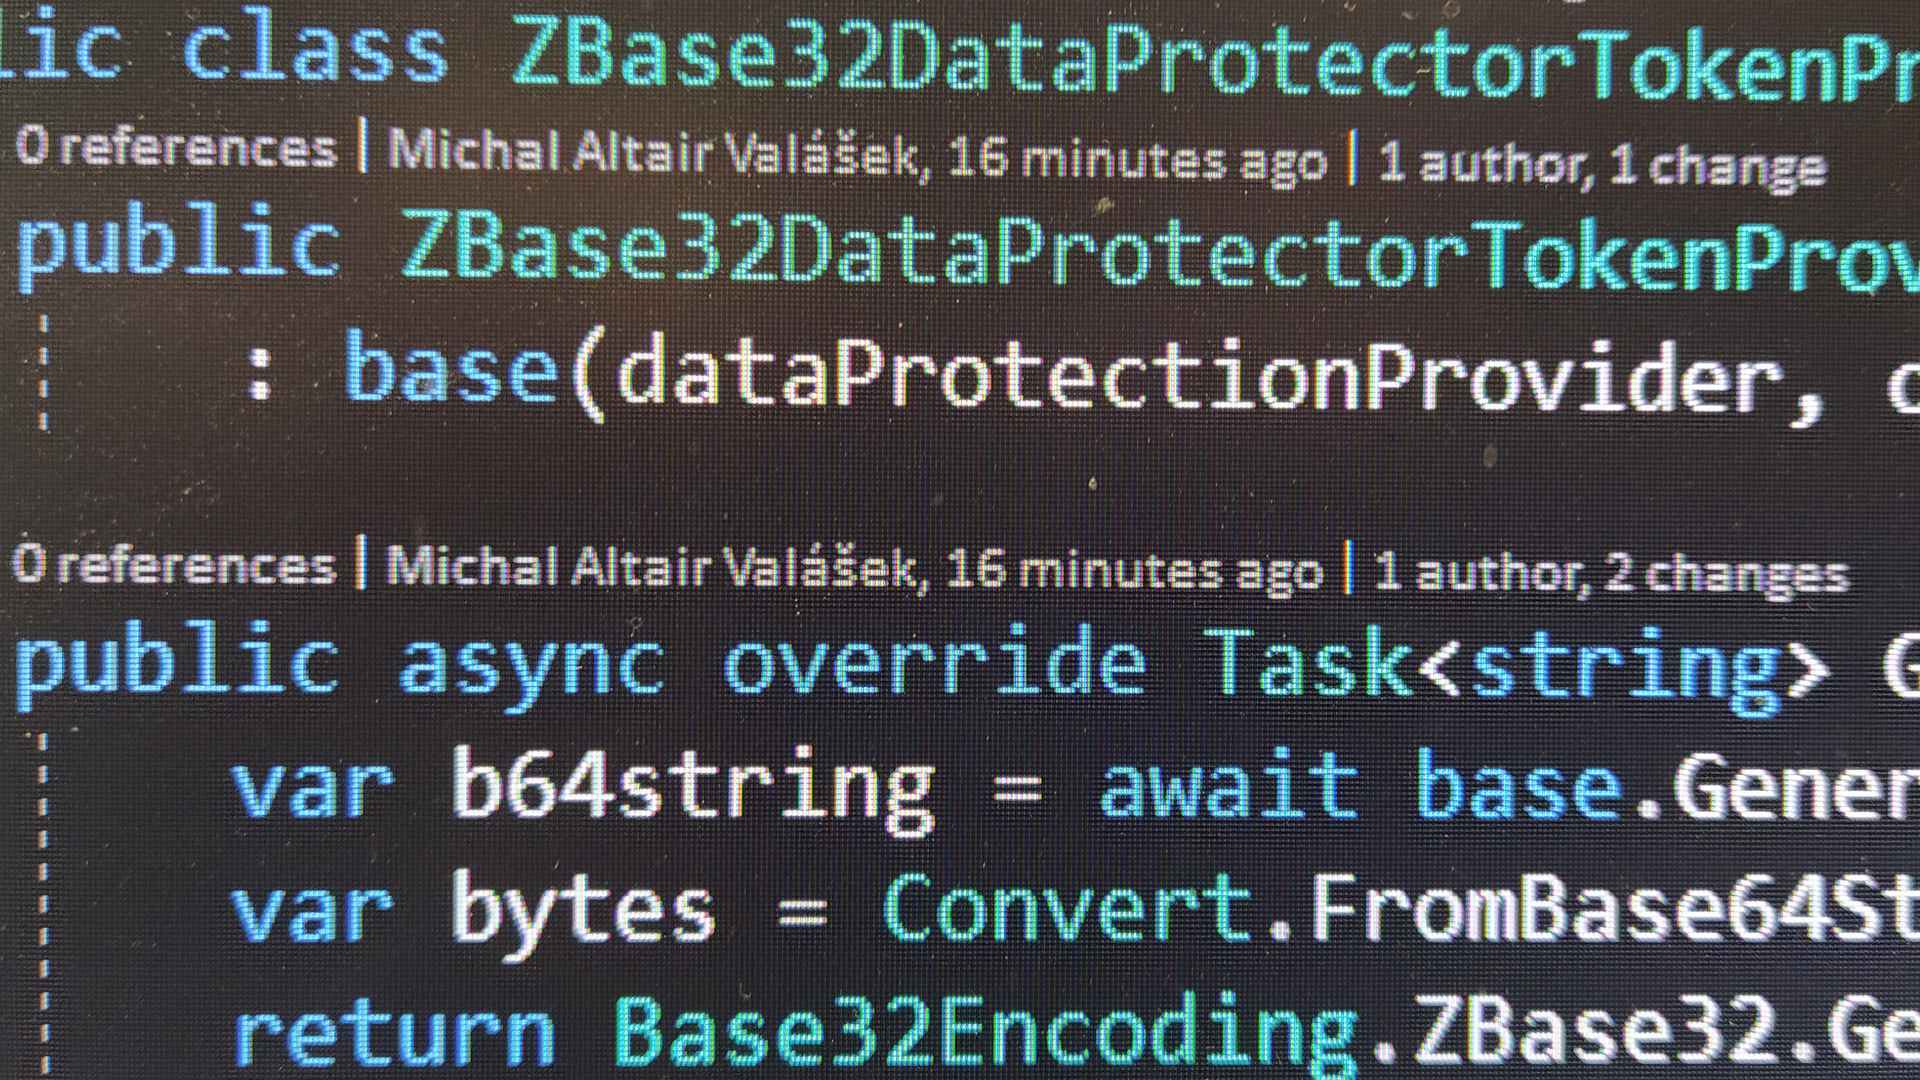 lic class ZBase32DataProtectorTokenPr
0 references | Michal Altair Valášek, 16 minutes ago | 1 author, 1 change
public ZBase32DataProtectorTokenProv
: base(dataProtectionProvider, o
0 references | Michal Altair Valášek, 16 minutes ago | 1 author, 2 changes
public async override Task<string> G
var b64string = await base.Gener
var bytes = Convert.FromBase64St
return Base32Encoding.ZBase32.Ge